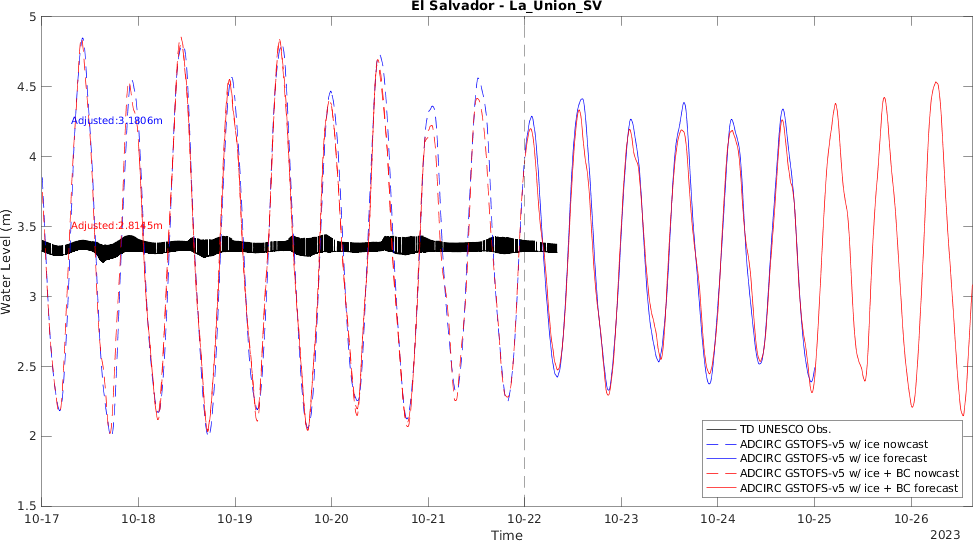 El Salvador - La_Union_SV
5
4.5
4
3.5
3
2.5
2
1.5
Water Level (m)
Adjusted:3.1806m
Adjusted:2.8145m
TD UNESCO Obs.
ADCIRC GSTOFS-v5 w/ ice nowcast
ADCIRC GSTOFS-v5 w/ ice forecast
ADCIRC GSTOFS-v5 w/ ice + BC nowcast
ADCIRC GSTOFS-v5 w/ ice + BC forecast
10-17 10-18 10-19 10-20 10-21 10-22 10-23 10-24 10-25 10-26
Time
2023